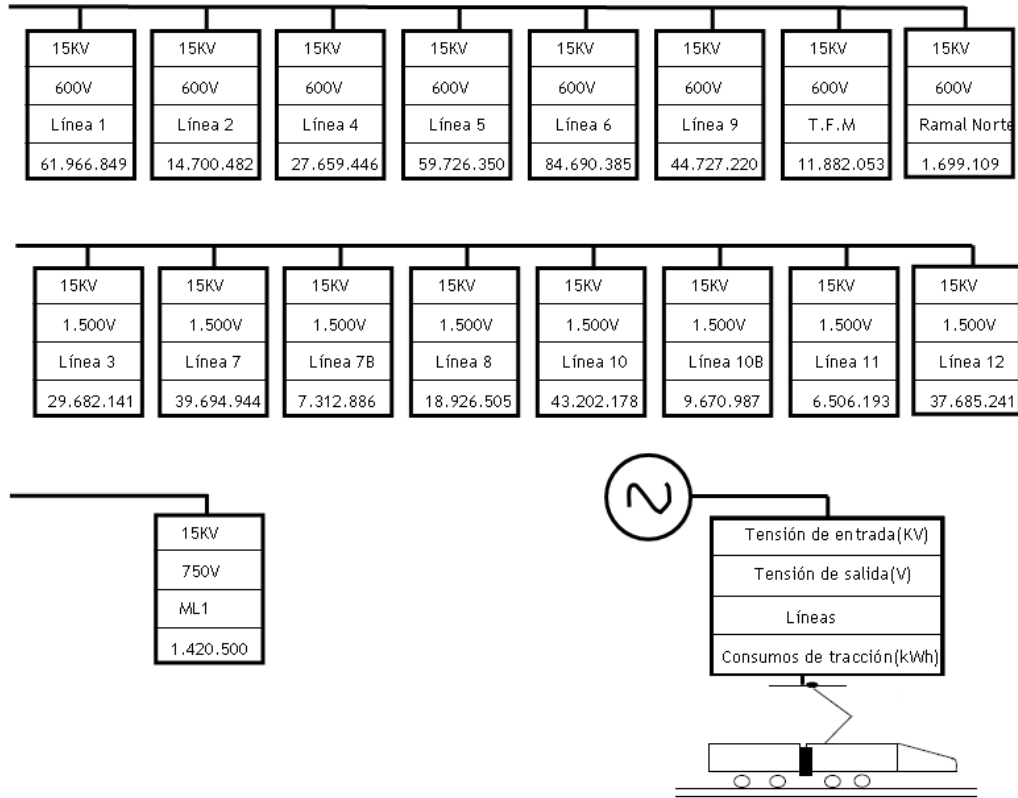 15KV 15KV 15KV 15KV 15KV 15KV 15KV 15KV
600V 600V 600V 600V 600V 600V 600V 600V
Línea 1 Línea 2 Línea 4 Línea 5 Línea 6 Línea 9 T.F.M Ramal Norte
61.966.849 14.700.482 27.659.446 59.726.350 84.690.385 44.727.220 11.882.053 1.699.109
15KV 15KV 15KV 15KV 15KV 15KV 15KV 15KV
1.500V 1.500V 1.500V 1.500V 1.500V 1.500V 1.500V 1.500V
Línea 3 Línea 7 Línea 7B Línea 8 Línea 10 Línea 10B Línea 11 Línea 12
29.682.141 39.694.944 7.312.886 18.926.505 43.202.178 9.670.987 6.506.193 37.685.241
15KV
750V
ML1
1.420.500
Tensión de entrada(KV)
Tensión de salida(V)
Líneas
Consumos de tracción(kWh)